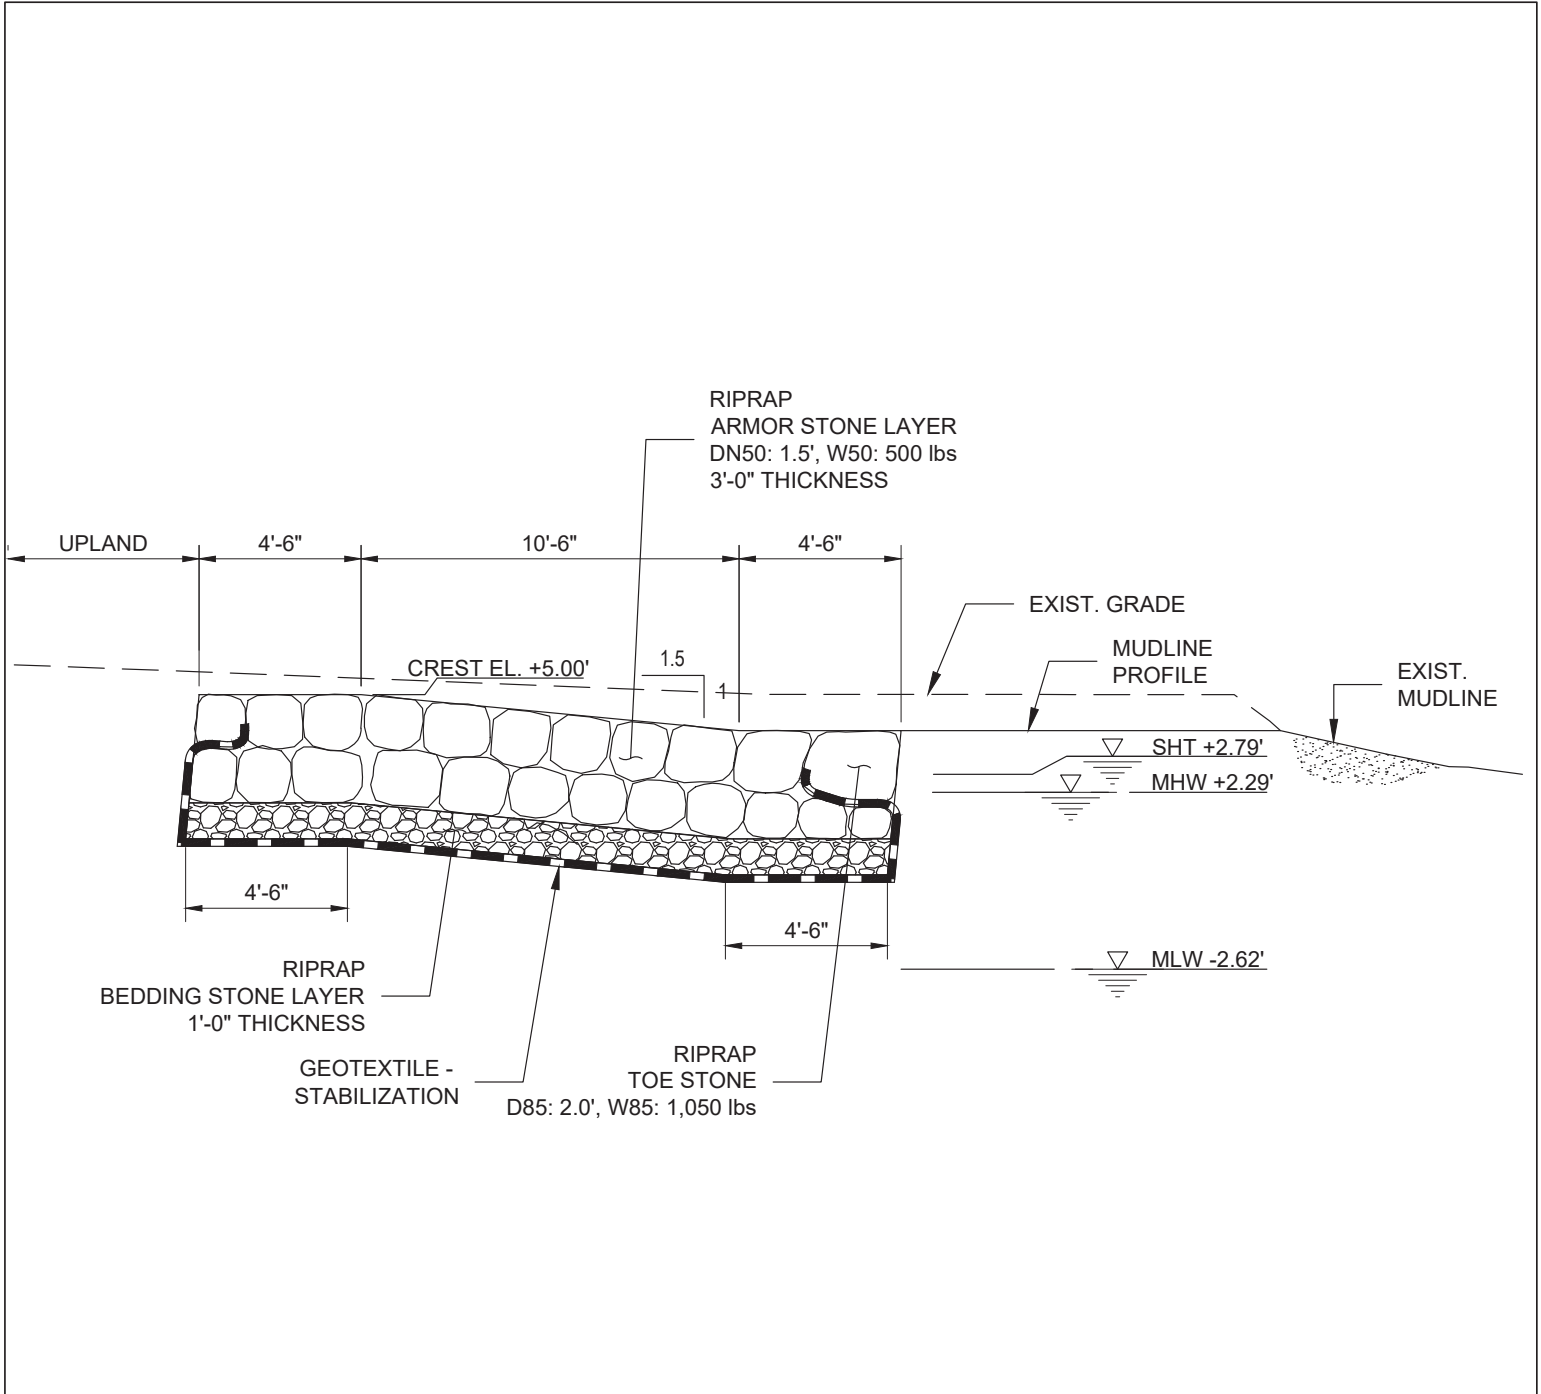 RIPRAP
ARMOR STONE LAYER
DN50: 1.5', W50: 500 lbs
3'-0" THICKNESS
UPLAND
4'-6"
10'-6"
4'-6"
EXIST. GRADE
MUDLINE
PROFILE
EXIST.
MUDLINE
CREST EL. +5.00'
1.5
1
SHT +2.79'
MHW +2.29'
4'-6"
4'-6"
MLW -2.62'
RIPRAP
BEDDING STONE LAYER
1'-0" THICKNESS
GEOTEXTILE -
STABILIZATION
RIPRAP
TOE STONE
D85: 2.0', W85: 1,050 lbs